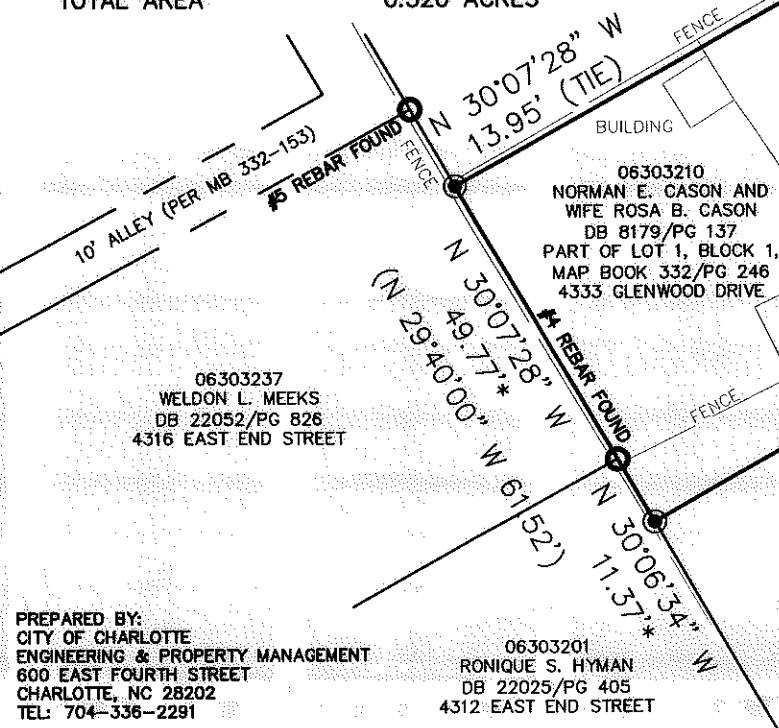 TOTAL AREA 0.320 ACRES
N 30°07'28" W
13.95' (TIE)
FENCE
BUILDING
10' ALLEY (PER MB 332-153)
#5 REBAR FOUND
FENCE
06303210
NORMAN E. CASON AND
WIFE ROSA B. CASON
DB 8179/PG 137
PART OF LOT 1, BLOCK 1,
MAP BOOK 332/PG 246
4333 GLENWOOD DRIVE
N 30°07'28" W
49.77'*
(N 29°40'00" W 61.52')
#4 REBAR FOUND
FENCE
06303237
WELDON L. MEEKS
DB 22052/PG 826
4316 EAST END STREET
N 30°06'34" W
11.37'*
PREPARED BY:
CITY OF CHARLOTTE
ENGINEERING & PROPERTY MANAGEMENT
600 EAST FOURTH STREET
CHARLOTTE, NC 28202
TEL: 704-336-2291
06303201
RONIQUE S. HYMAN
DB 22025/PG 405
4312 EAST END STREET